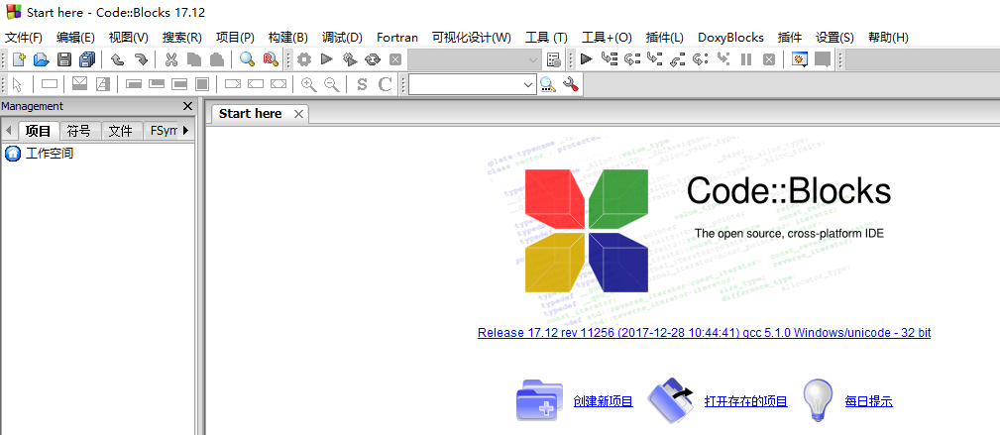 Start here - Code::Blocks 17.12
文件(F) 编辑(E) 视图(V) 搜索(R) 项目(P) 构建(B) 调试(D) Fortran 可视化设计(W) 工具 (T) 工具+(O) 插件(L) DoxyBlocks 插件 设置(S) 帮助(H)
S C
Management
Start here
项目 符号 文件 FSym
工作空间
Code::Blocks
The open source, cross-platform IDE
Release 17.12 rev 11256 (2017-12-28 10:44:41) gcc 5.1.0 Windows/unicode - 32 bit
创建新项目 打开存在的项目 每日提示